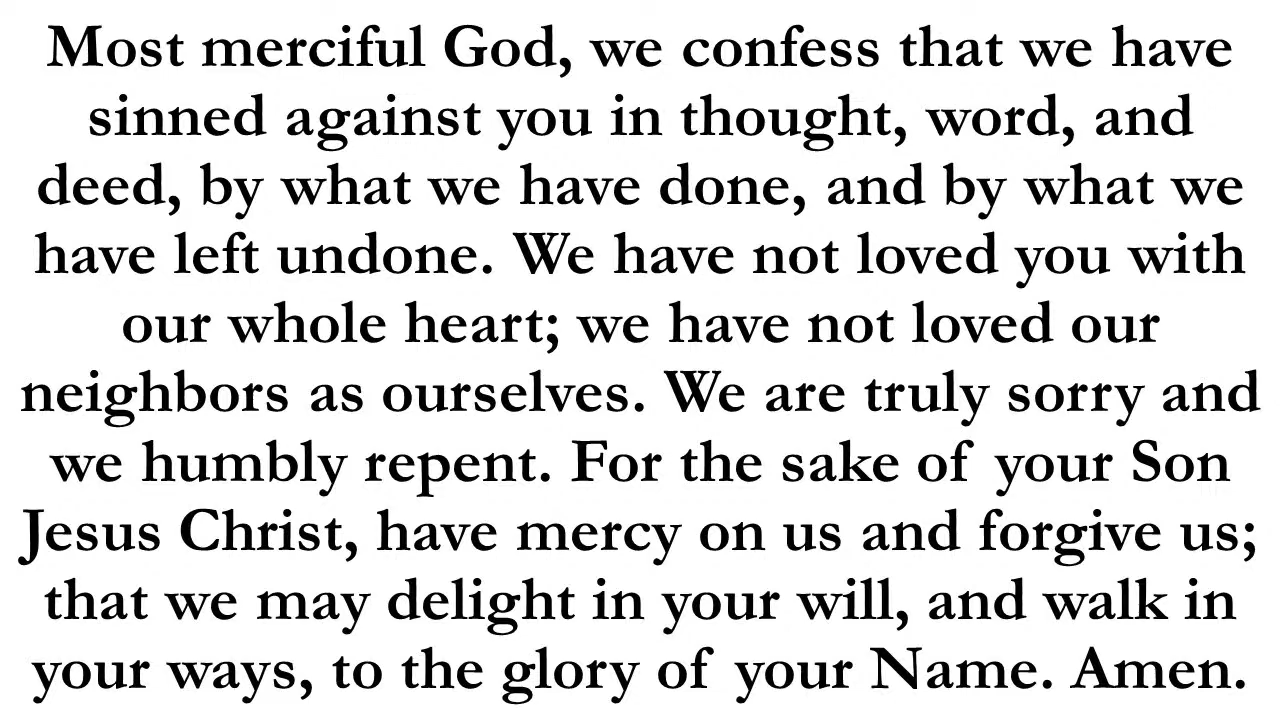 Most merciful God, we confess that we have
sinned against you in thought, word, and
deed, by what we have done, and by what we
have left undone. We have not loved you with
our whole heart; we have not loved our
neighbors as ourselves. We are truly sorry and
we humbly repent. For the sake of your Son
Jesus Christ, have mercy on us and forgive us;
that we may delight in your will, and walk in
your ways, to the glory of your Name. Amen.